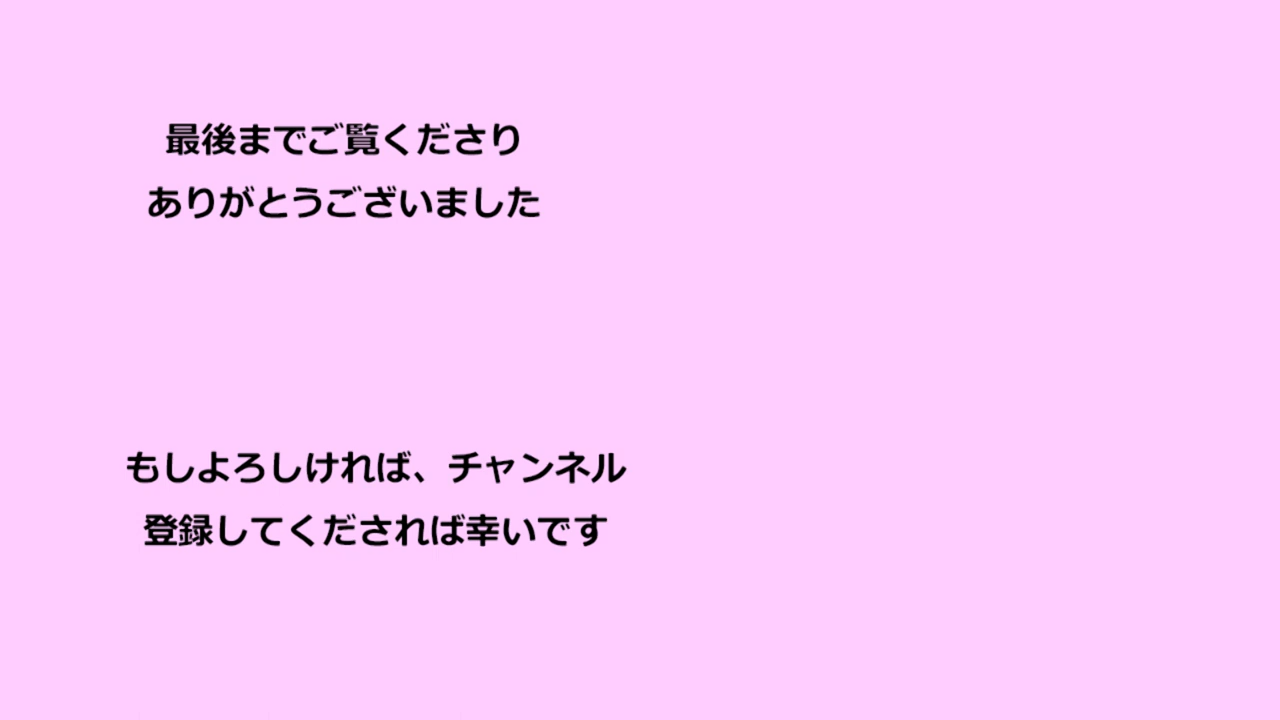 最後までご覧くださり
ありがとうございました
もしよろしければ、チャンネル
登録してくだされば幸いです